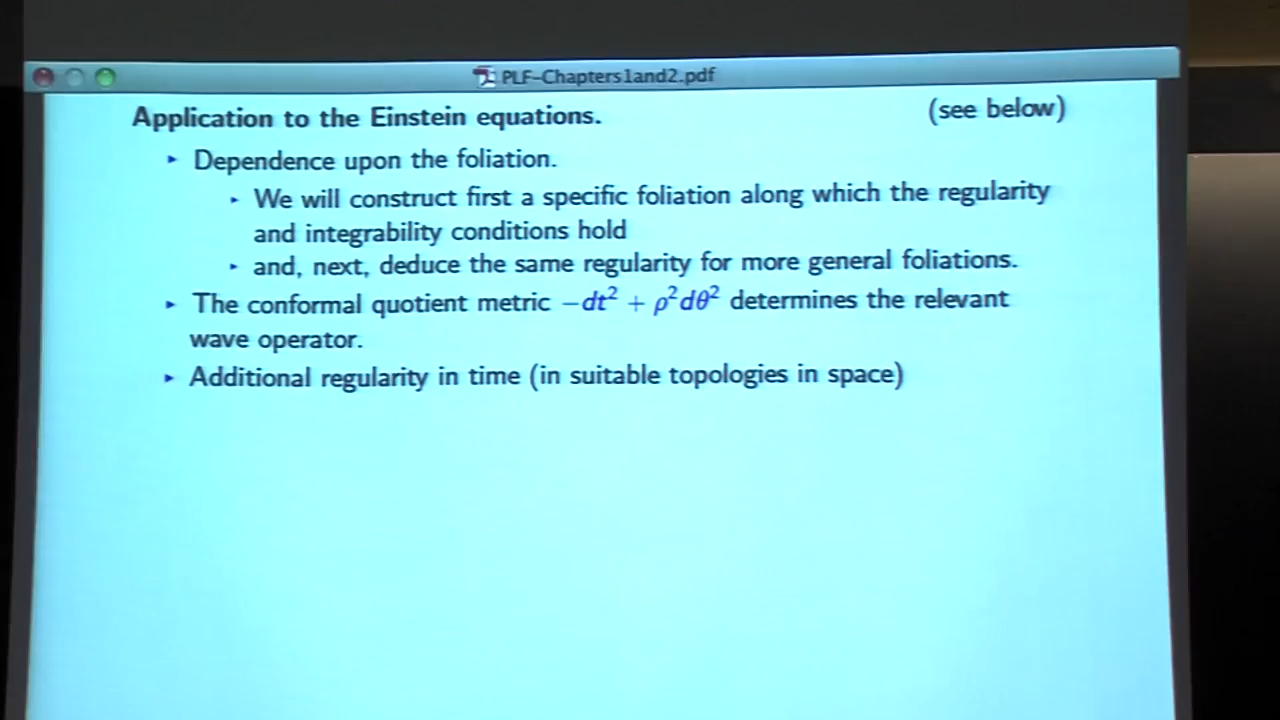 PLF-Chapters1and2.pdf
Application to the Einstein equations. (see below)
▸ Dependence upon the foliation.
▸ We will construct first a specific foliation along which the regularity
and integrability conditions hold
▸ and, next, deduce the same regularity for more general foliations.
▸ The conformal quotient metric −dt² + ρ²dθ² determines the relevant
wave operator.
▸ Additional regularity in time (in suitable topologies in space)